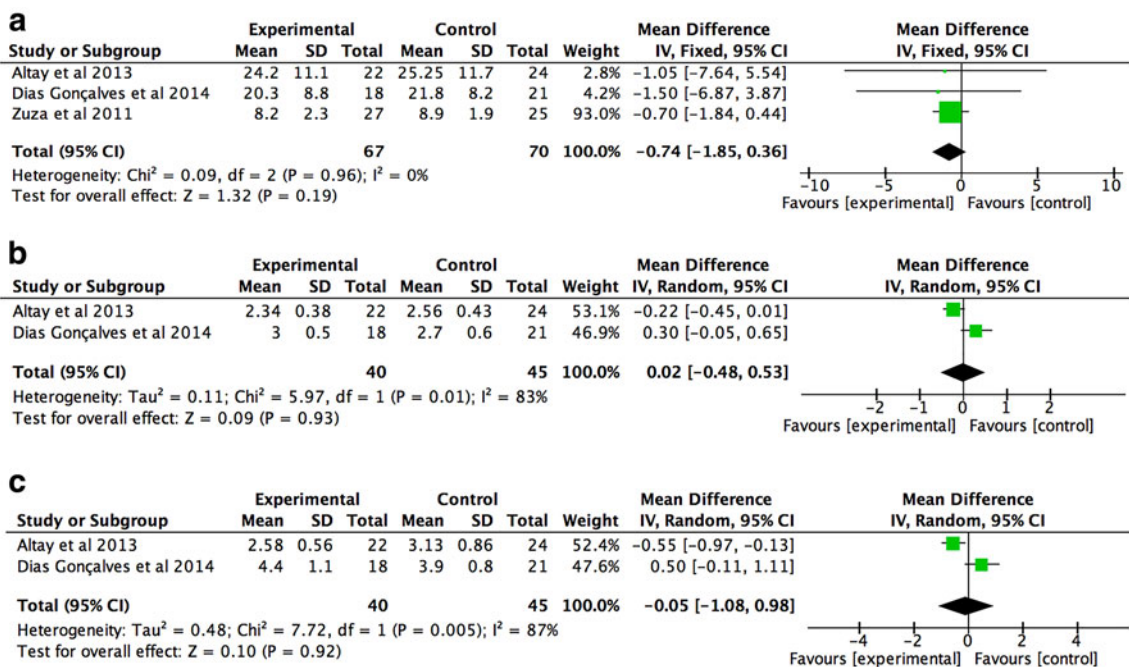 a
Experimental Control Mean Difference Mean Difference
Study or Subgroup Mean SD Total Mean SD Total Weight IV, Fixed, 95% CI IV, Fixed, 95% CI
Altay et al 2013 24.2 11.1 22 25.25 11.7 24 2.8% −1.05 [−7.64, 5.54]
Dias Gonçalves et al 2014 20.3 8.8 18 21.8 8.2 21 4.2% −1.50 [−6.87, 3.87]
Zuza et al 2011 8.2 2.3 27 8.9 1.9 25 93.0% −0.70 [−1.84, 0.44]
Total (95% CI) 67 70 100.0% −0.74 [−1.85, 0.36]
Heterogeneity: Chi² = 0.09, df = 2 (P = 0.96); I² = 0%
Test for overall effect: Z = 1.32 (P = 0.19)
−10 −5 0 5 10
Favours [experimental] Favours [control]
b
Experimental Control Mean Difference Mean Difference
Study or Subgroup Mean SD Total Mean SD Total Weight IV, Random, 95% CI IV, Random, 95% CI
Altay et al 2013 2.34 0.38 22 2.56 0.43 24 53.1% −0.22 [−0.45, 0.01]
Dias Gonçalves et al 2014 3 0.5 18 2.7 0.6 21 46.9% 0.30 [−0.05, 0.65]
Total (95% CI) 40 45 100.0% 0.02 [−0.48, 0.53]
Heterogeneity: Tau² = 0.11; Chi² = 5.97, df = 1 (P = 0.01); I² = 83%
Test for overall effect: Z = 0.09 (P = 0.93)
−2 −1 0 1 2
Favours [experimental] Favours [control]
c
Experimental Control Mean Difference Mean Difference
Study or Subgroup Mean SD Total Mean SD Total Weight IV, Random, 95% CI IV, Random, 95% CI
Altay et al 2013 2.58 0.56 22 3.13 0.86 24 52.4% −0.55 [−0.97, −0.13]
Dias Gonçalves et al 2014 4.4 1.1 18 3.9 0.8 21 47.6% 0.50 [−0.11, 1.11]
Total (95% CI) 40 45 100.0% −0.05 [−1.08, 0.98]
Heterogeneity: Tau² = 0.48; Chi² = 7.72, df = 1 (P = 0.005); I² = 87%
Test for overall effect: Z = 0.10 (P = 0.92)
−4 −2 0 2 4
Favours [experimental] Favours [control]